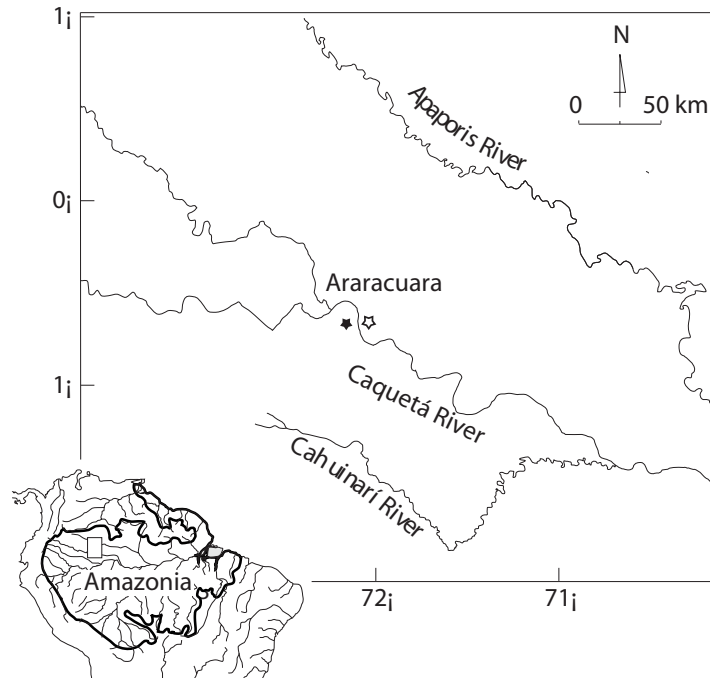 1¡
N
0 50 km
Apaporis River
0¡
Araracuara
1¡
Caquetá River
Cahuinarí River
Amazonia
72¡ 71¡